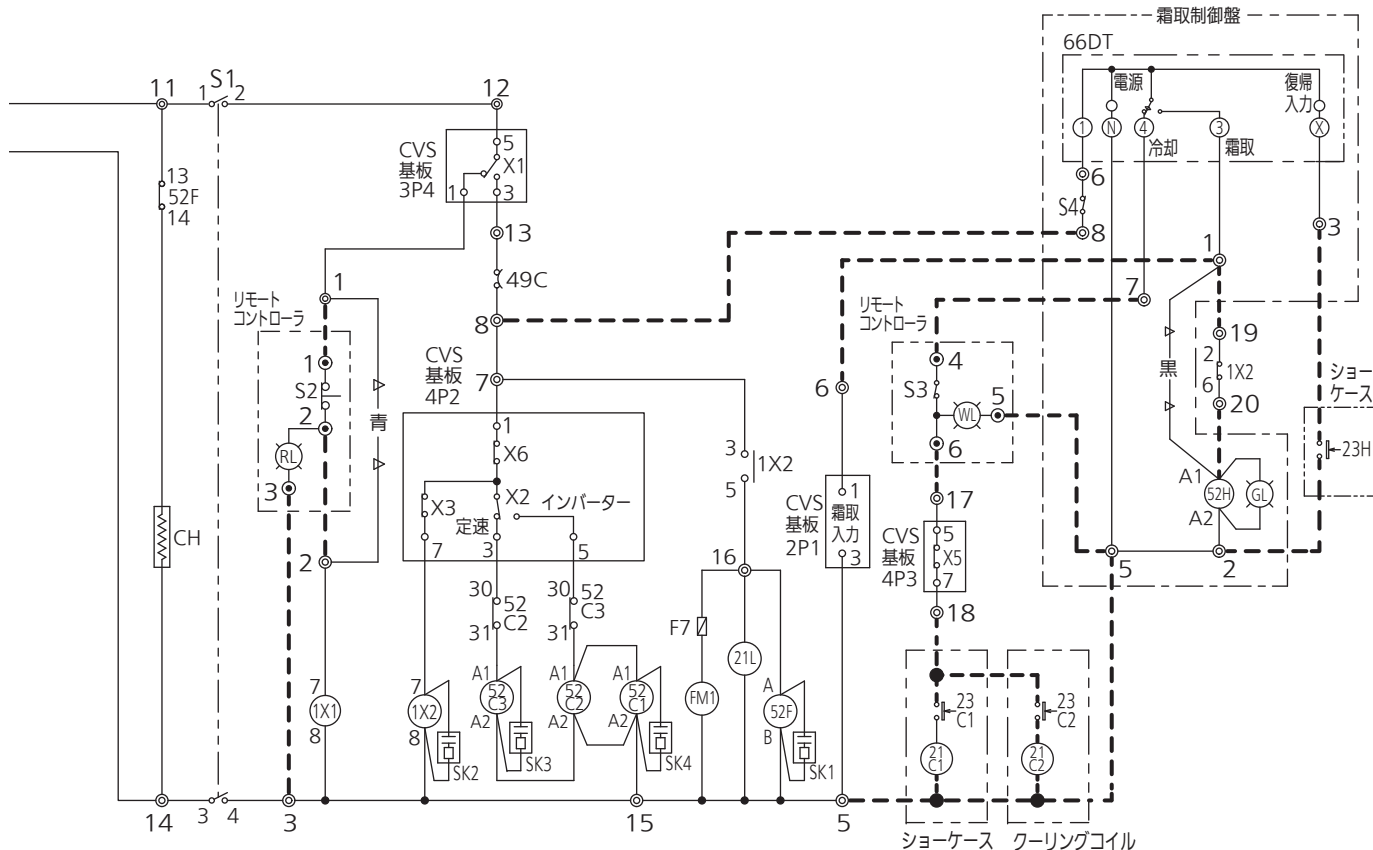 霜取制御盤
66DT
電源
復帰
入力
1
N
4
3
X
冷却
霜取
11
S1
1
2
12
CVS
基板
3P4
5
X1
1
3
13
52F
14
13
49C
8
6
S4
8
1
3
7
1
リモート
コントローラ
1
S2
2
RL
3
青
2
CVS
基板
4P2
7
1
X6
X3
X2
インバーター
定速
7
3
5
3
1X2
5
6
CVS
基板
2P1
1
霜取
入力
3
リモート
コントローラ
4
S3
WL
5
6
17
CVS
基板
4P3
5
X5
7
18
黒
19
2
1X2
6
20
A1
52H
GL
A2
5
2
ショー
ケース
23H
CH
30
52
C2
31
30
52
C3
31
16
F7
21L
FM1
A
52F
B
SK1
7
1X1
8
7
1X2
8
SK2
A1
52
C3
A2
SK3
A1
52
C2
A2
A1
52
C1
A2
SK4
23
C1
21
C1
23
C2
21
C2
14
3
4
3
15
5
ショーケース
クーリングコイル